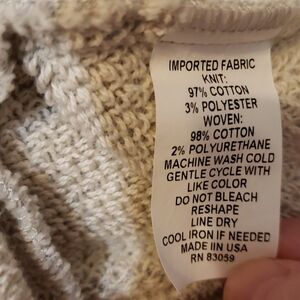 IMPORTED FABRIC
KNIT:
97% COTTON
3% POLYESTER
WOVEN:
98% COTTON
2% POLYURETHANE
MACHINE WASH COLD
GENTLE CYCLE WITH
LIKE COLOR
DO NOT BLEACH
RESHAPE
LINE DRY
COOL IRON IF NEEDED
MADE IIN USA
RN 83059